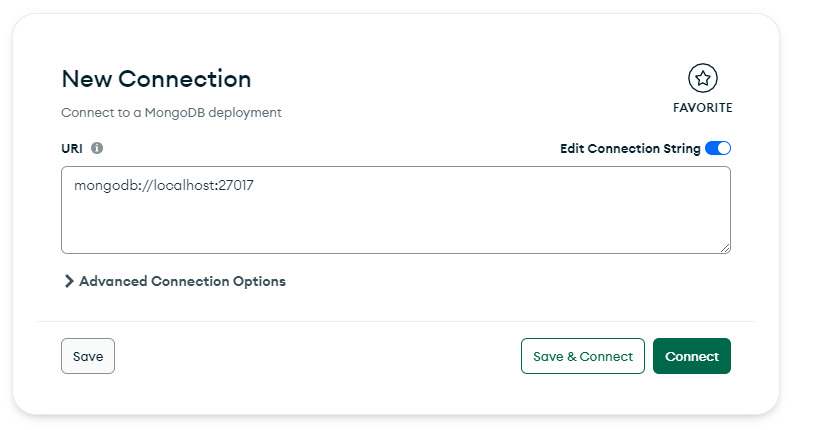 New Connection
FAVORITE
Connect to a MongoDB deployment
URI
Edit Connection String
mongodb://localhost:27017
Advanced Connection Options
Save
Save & Connect
Connect